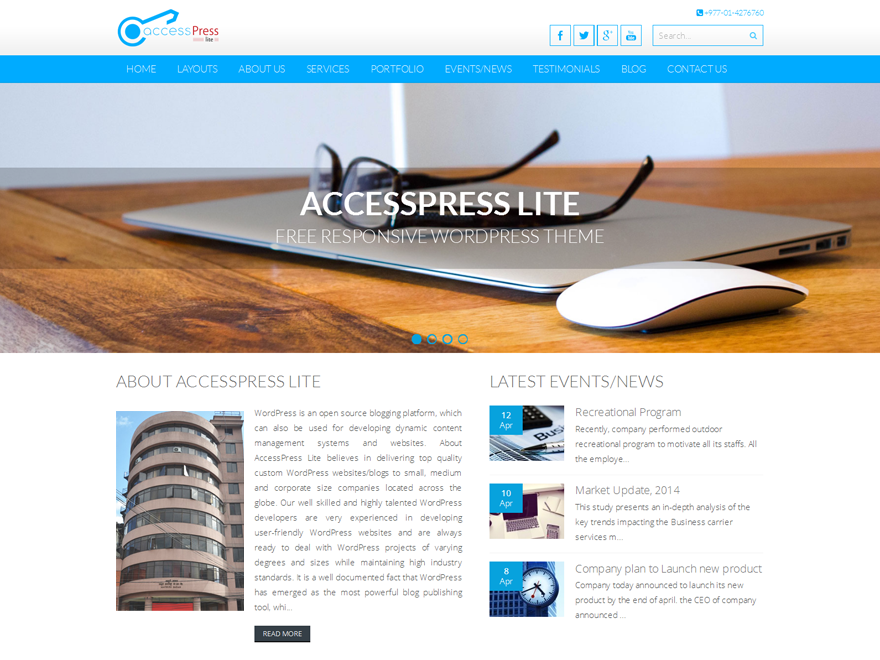 accessPress
lite
+977-01-4276760
Search...
HOME LAYOUTS ABOUT US SERVICES PORTFOLIO EVENTS/NEWS TESTIMONIALS BLOG CONTACT US
ACCESSPRESS LITE
FREE RESPONSIVE WORDPRESS THEME
ABOUT ACCESSPRESS LITE
WordPress is an open source blogging platform, which
can also be used for developing dynamic content
management systems and websites. About
AccessPress Lite believes in delivering top quality
custom WordPress websites/blogs to small, medium
and corporate size companies located across the
globe. Our well skilled and highly talented WordPress
developers are very experienced in developing
user-friendly WordPress websites and are always
ready to deal with WordPress projects of varying
degrees and sizes while maintaining high industry
standards. It is a well documented fact that WordPress
has emerged as the most powerful blog publishing
tool, whi...
READ MORE
LATEST EVENTS/NEWS
12
Apr
Recreational Program
Recently, company performed outdoor
recreational program to motivate all its staffs. All
the employe...
10
Apr
Market Update, 2014
This study presents an in-depth analysis of the
key trends impacting the Business carrier
services m...
8
Apr
Company plan to Launch new product
Company today announced to launch its new
product by the end of april. the CEO of company
announced ...